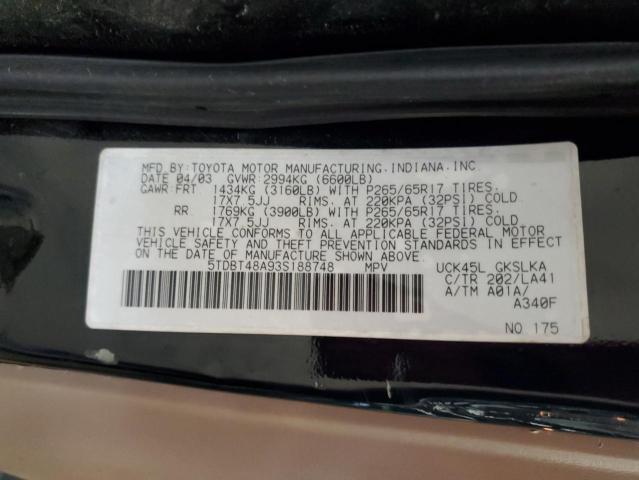 MFD. BY: TOYOTA MOTOR MANUFACTURING, INDIANA, INC.
DATE 04/03 GVWR: 2994KG (6600LB)
GAWR: FRT 1434KG (3160LB) WITH P265/65R17 TIRES,
17X7.5JJ RIMS, AT 220KPA (32PSI) COLD
RR 1769KG (3900LB) WITH P265/65R17 TIRES,
17X7.5JJ RIMS, AT 220KPA (32PSI) COLD
THIS VEHICLE CONFORMS TO ALL APPLICABLE FEDERAL MOTOR
VEHICLE SAFETY AND THEFT PREVENTION STANDARDS IN EFFECT
ON THE DATE OF MANUFACTURE SHOWN ABOVE.
5TDBT48A93S188748 MPV UCK45L GKSLKA
C/TR 202/LA41
A/TM A01A/
A340F
NO. 175